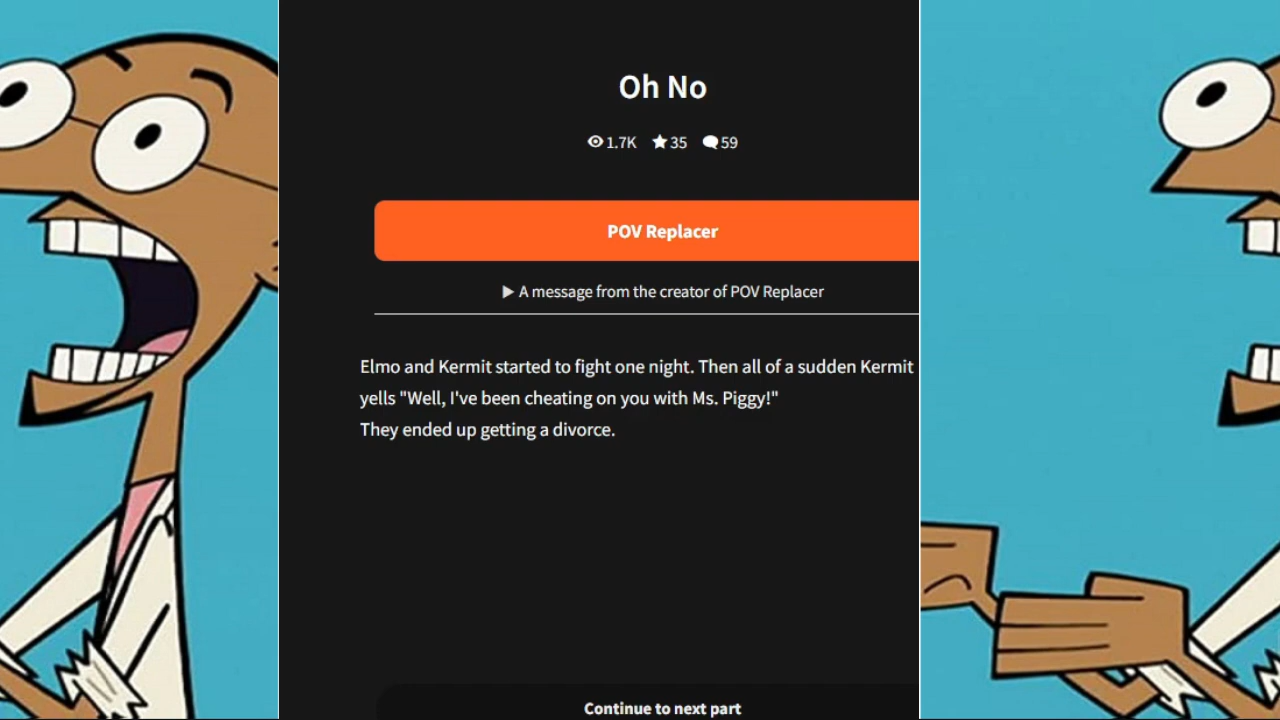 Oh No
1.7K 35 59
POV Replacer
▶ A message from the creator of POV Replacer
Elmo and Kermit started to fight one night. Then all of a sudden Kermit
yells "Well, I've been cheating on you with Ms. Piggy!"
They ended up getting a divorce.
Continue to next part